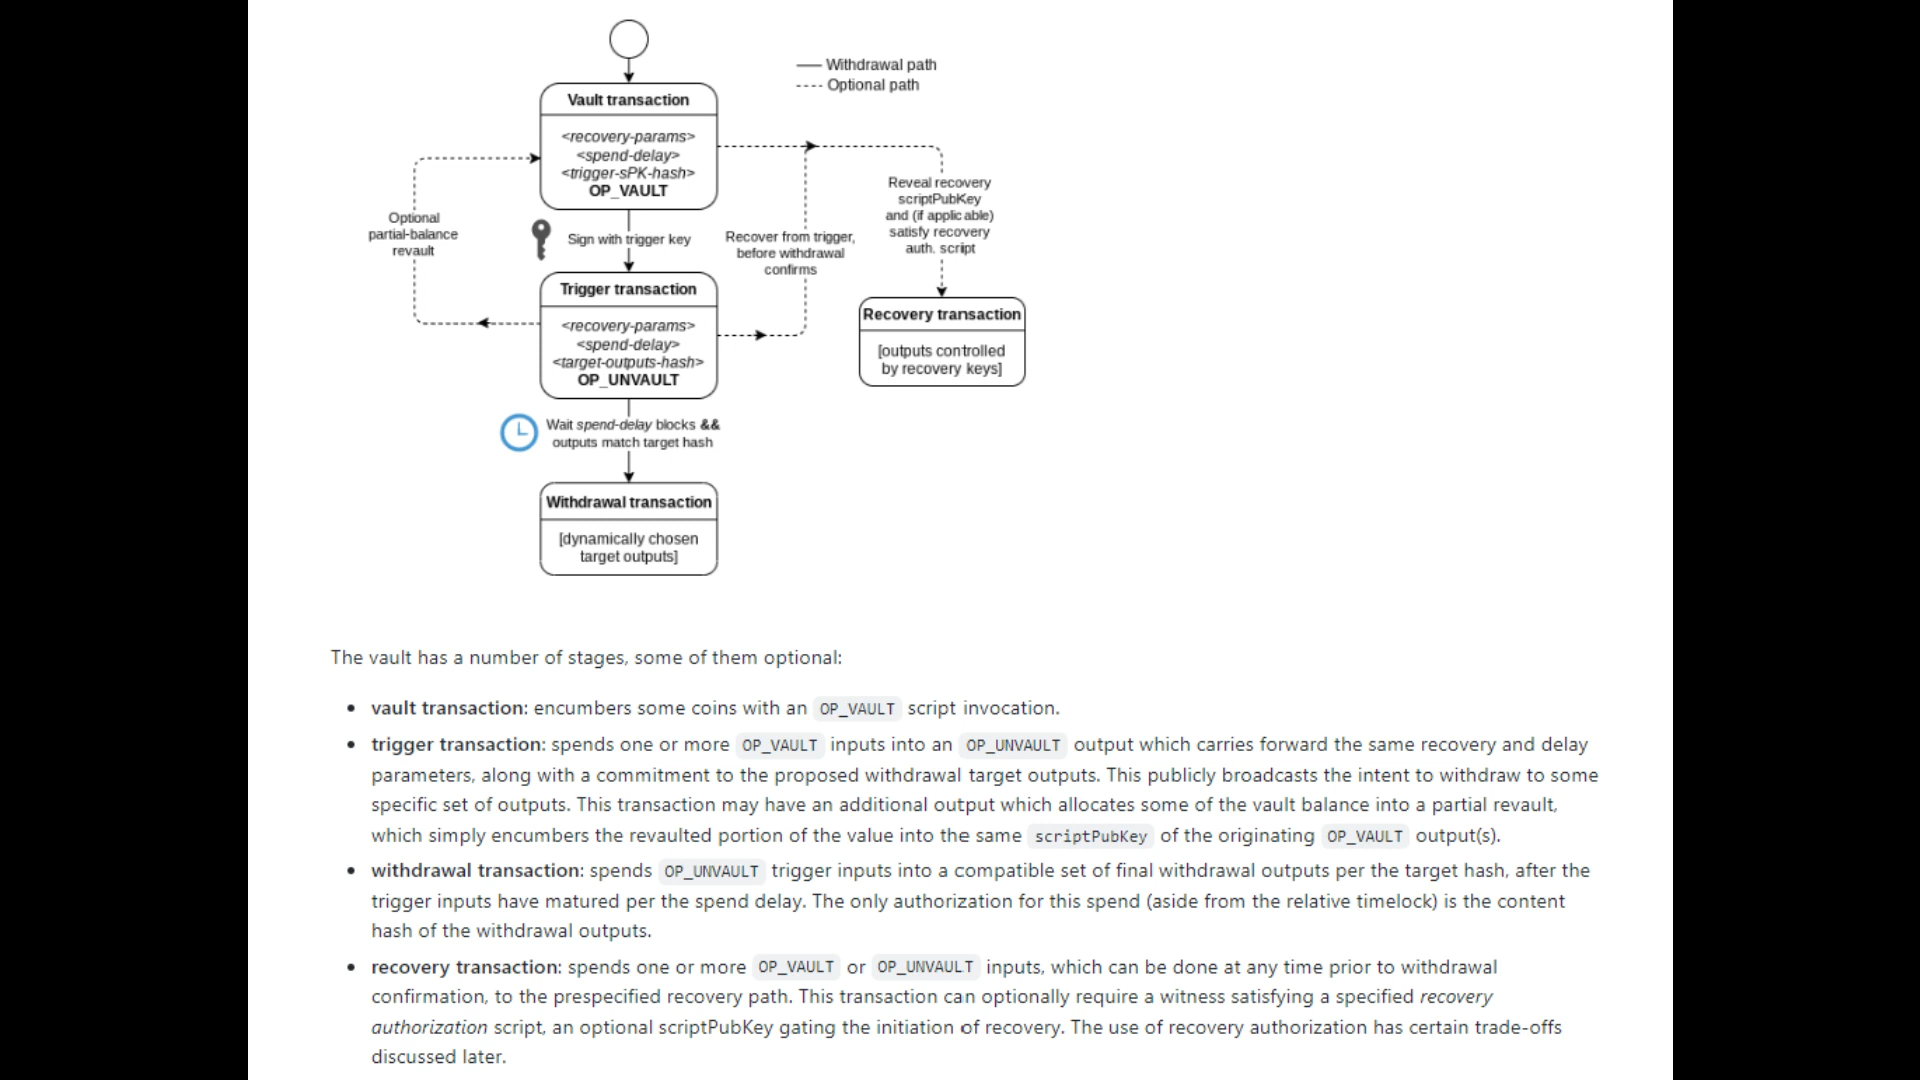 Withdrawal path
Optional path
Vault transaction
<recovery-params>
<spend-delay>
<trigger-sPK-hash>
OP_VAULT
Optional
partial-balance
revault
Sign with trigger key
Recover from trigger,
before withdrawal
confirms
Reveal recovery
scriptPubKey
and (if applicable)
satisfy recovery
auth. script
Trigger transaction
<recovery-params>
<spend-delay>
<target-outputs-hash>
OP_UNVAULT
Recovery transaction
[outputs controlled
by recovery keys]
Wait spend-delay blocks &&
outputs match target hash
Withdrawal transaction
[dynamically chosen
target outputs]
The vault has a number of stages, some of them optional:
• vault transaction: encumbers some coins with an OP_VAULT script invocation.
• trigger transaction: spends one or more OP_VAULT inputs into an OP_UNVAULT output which carries forward the same recovery and delay
parameters, along with a commitment to the proposed withdrawal target outputs. This publicly broadcasts the intent to withdraw to some
specific set of outputs. This transaction may have an additional output which allocates some of the vault balance into a partial revault,
which simply encumbers the revaulted portion of the value into the same scriptPubKey of the originating OP_VAULT output(s).
• withdrawal transaction: spends OP_UNVAULT trigger inputs into a compatible set of final withdrawal outputs per the target hash, after the
trigger inputs have matured per the spend delay. The only authorization for this spend (aside from the relative timelock) is the content
hash of the withdrawal outputs.
• recovery transaction: spends one or more OP_VAULT or OP_UNVAULT inputs, which can be done at any time prior to withdrawal
confirmation, to the prespecified recovery path. This transaction can optionally require a witness satisfying a specified recovery
authorization script, an optional scriptPubKey gating the initiation of recovery. The use of recovery authorization has certain trade-offs
discussed later.